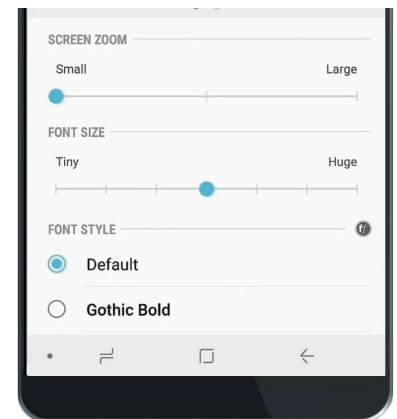 SCREEN ZOOM
Small Large
FONT SIZE
Tiny Huge
FONT STYLE
Default
Gothic Bold